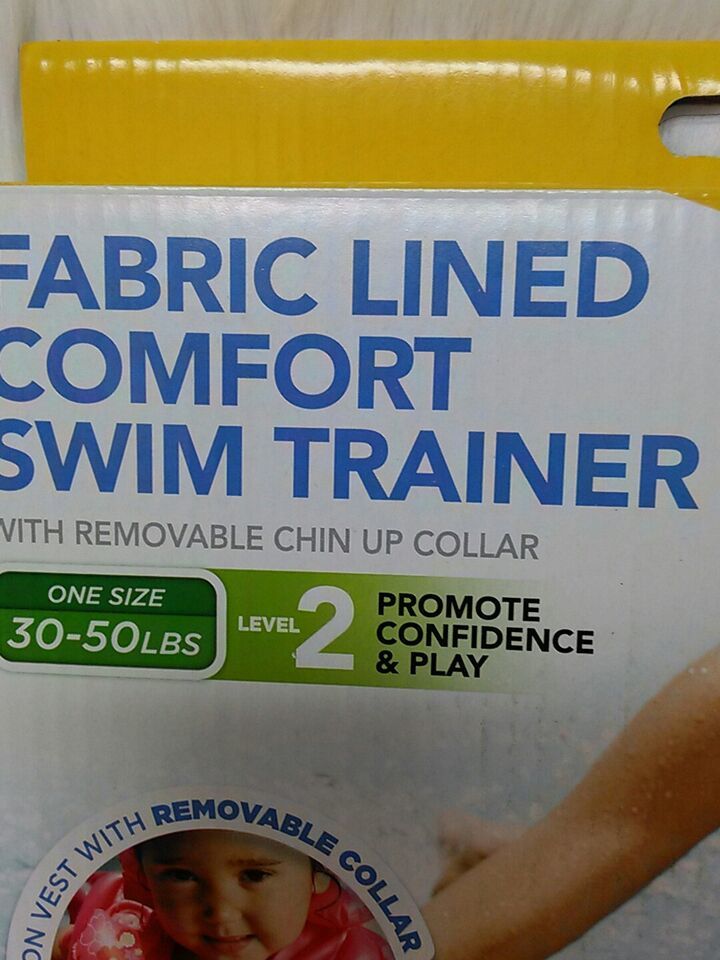 FABRIC LINED
COMFORT
SWIM TRAINER
WITH REMOVABLE CHIN UP COLLAR
ONE SIZE
30-50LBS
LEVEL 2
PROMOTE
CONFIDENCE
& PLAY
ON VEST WITH REMOVABLE COLLAR